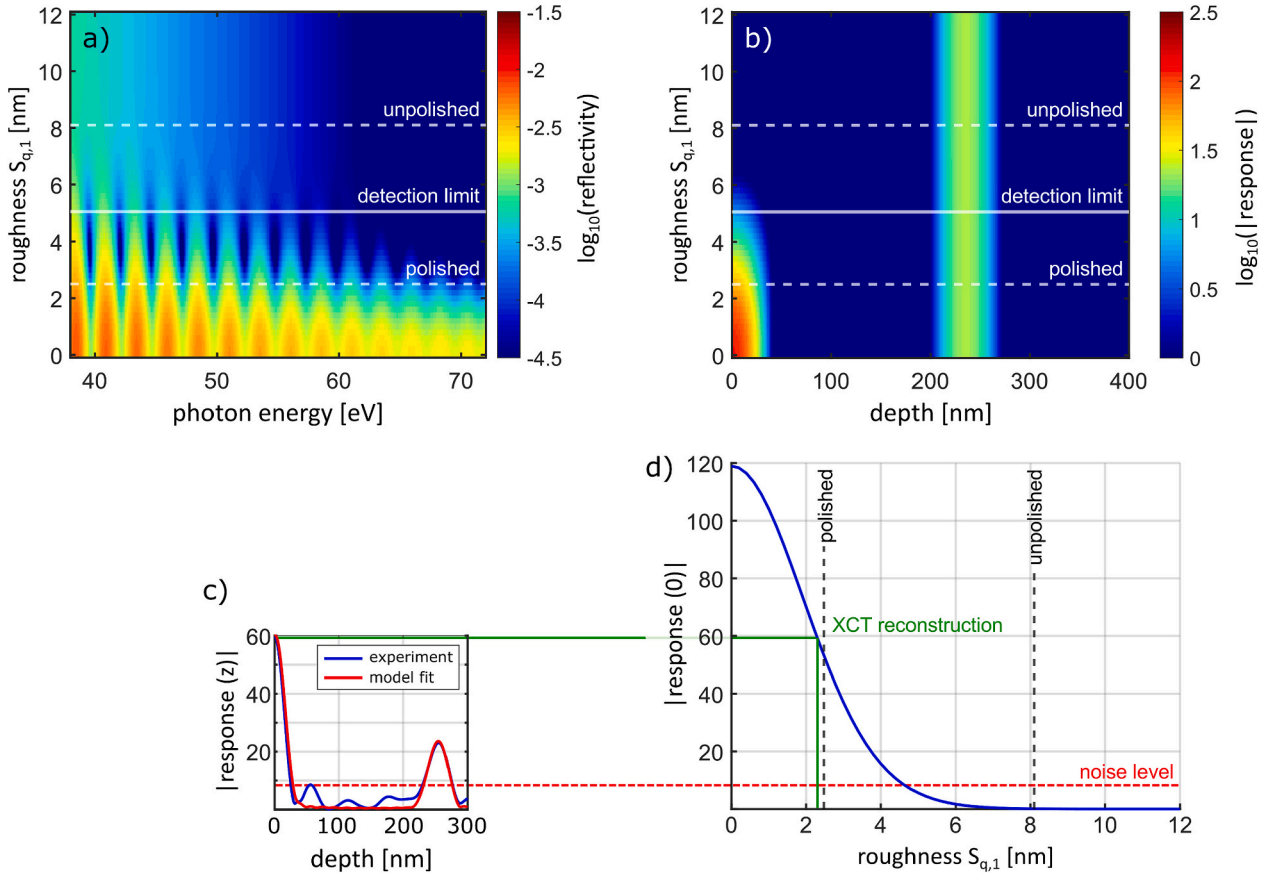 a)
12
10
8
6
4
2
0
roughness S_q,1 [nm]
unpolished
detection limit
polished
40
50
60
70
photon energy [eV]
-1.5
-2
-2.5
-3
-3.5
-4
-4.5
log10(reflectivity)
b)
12
10
8
6
4
2
0
roughness S_q,1 [nm]
unpolished
detection limit
polished
0
100
200
300
400
depth [nm]
2.5
2
1.5
1
0.5
0
log10(|response|)
c)
60
40
20
|response (z)|
experiment
model fit
0
100
200
300
depth [nm]
d)
120
100
80
60
40
20
0
|response (0)|
polished
unpolished
XCT reconstruction
noise level
0
2
4
6
8
10
12
roughness S_q,1 [nm]